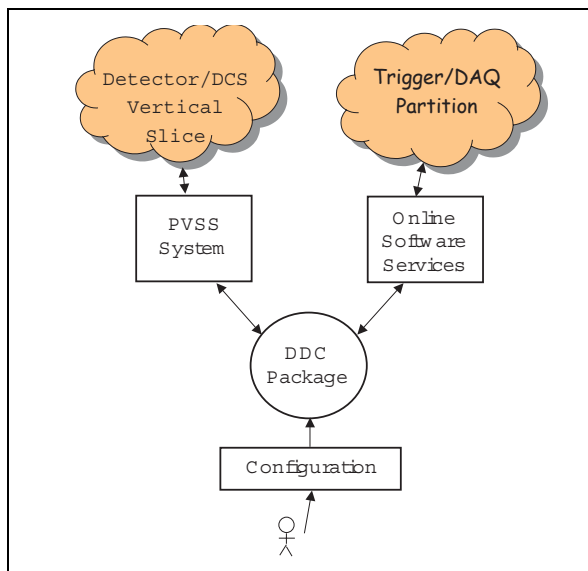 Detector/DCS
Vertical
Slice
Trigger/DAQ
Partition
PVSS
System
Online
Software
Services
DDC
Package
Configuration